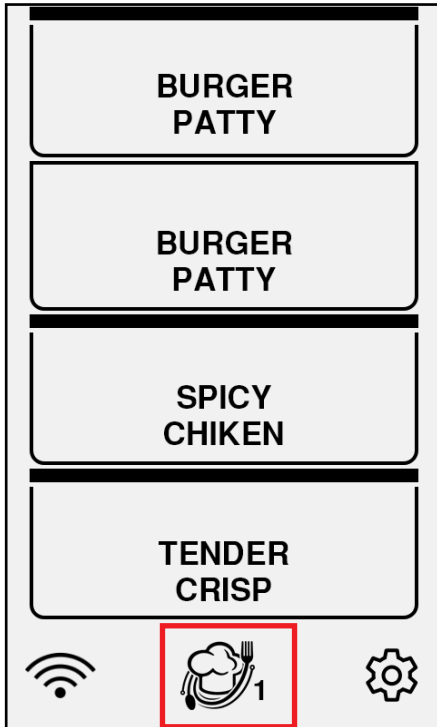 BURGER
PATTY
BURGER
PATTY
SPICY
CHIKEN
TENDER
CRISP
1